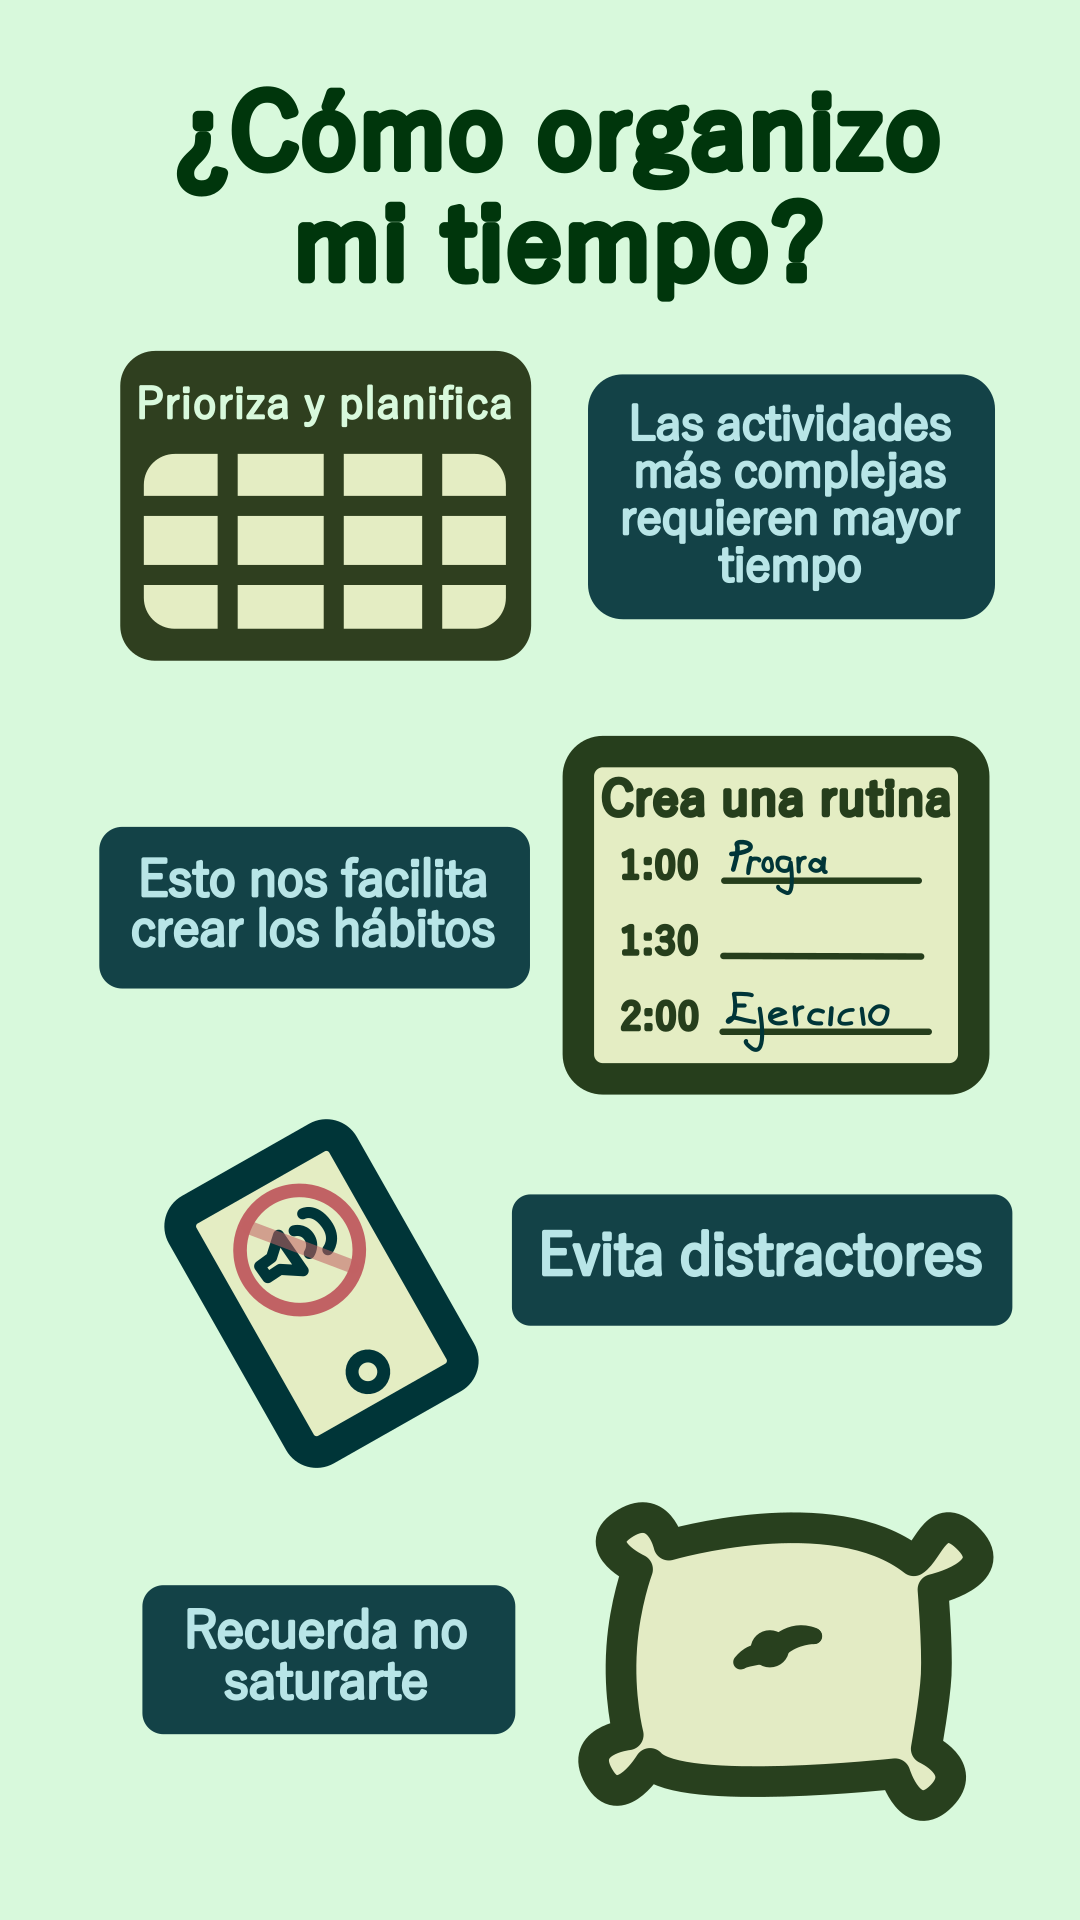 ¿Cómo organizo
mi tiempo?
Prioriza y planifica
Las actividades
más complejas
requieren mayor
tiempo
Esto nos facilita
crear los hábitos
Crea una rutina
1:00 Progra
1:30
2:00 Ejercicio
Evita distractores
Recuerda no
saturarte